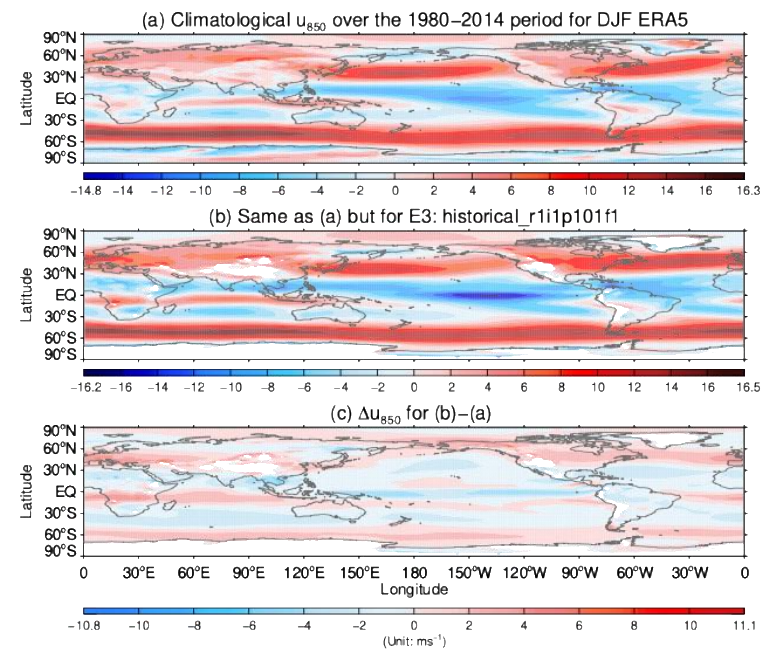 (a) Climatological u850 over the 1980−2014 period for DJF ERA5
90°N
60°N
30°N
EQ
30°S
60°S
90°S
Latitude
−14.8 −14 −12 −10 −8 −6 −4 −2 0 2 4 6 8 10 12 14 16 16.3
(b) Same as (a) but for E3: historical_r1i1p101f1
90°N
60°N
30°N
EQ
30°S
60°S
90°S
Latitude
−16.2 −16 −14 −12 −10 −8 −6 −4 −2 0 2 4 6 8 10 12 14 16 16.5
(c) Δu850 for (b)−(a)
90°N
60°N
30°N
EQ
30°S
60°S
90°S
Latitude
0 30°E 60°E 90°E 120°E 150°E 180 150°W 120°W 90°W 60°W 30°W 0
Longitude
−10.8 −10 −8 −6 −4 −2 0 2 4 6 8 10 11.1
(Unit: ms⁻¹)